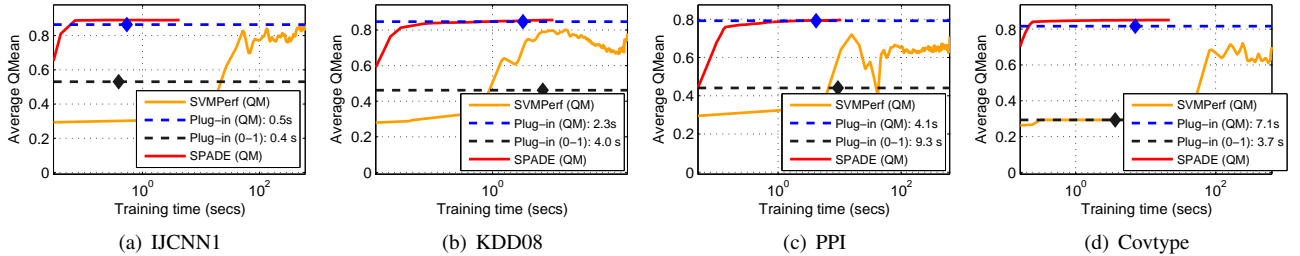 Average QMean
0.8
0.6
0.4
0.2
0
SVMPerf (QM)
Plug-in (QM): 0.5s
Plug-in (0-1): 0.4 s
SPADE (QM)
10^0
10^2
Training time (secs)
(a) IJCNN1
Average QMean
0.8
0.6
0.4
0.2
0
SVMPerf (QM)
Plug-in (QM): 2.3s
Plug-in (0-1): 4.0 s
SPADE (QM)
10^0
Training time (secs)
(b) KDD08
Average QMean
0.8
0.6
0.4
0.2
0
SVMPerf (QM)
Plug-in (QM): 4.1s
Plug-in (0-1): 9.3 s
SPADE (QM)
10^0
10^2
Training time (secs)
(c) PPI
Average QMean
0.8
0.6
0.4
0.2
0
SVMPerf (QM)
Plug-in (QM): 7.1s
Plug-in (0-1): 3.7 s
SPADE (QM)
10^0
10^2
Training time (secs)
(d) Covtype